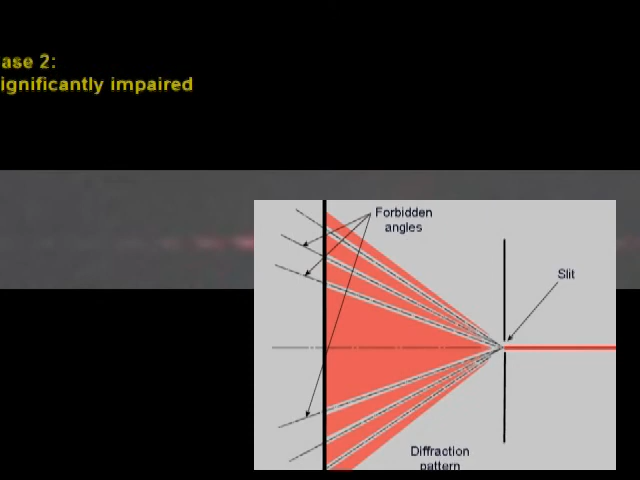 ase 2:
ignificantly impaired
Forbidden
angles
Slit
Diffraction
pattern